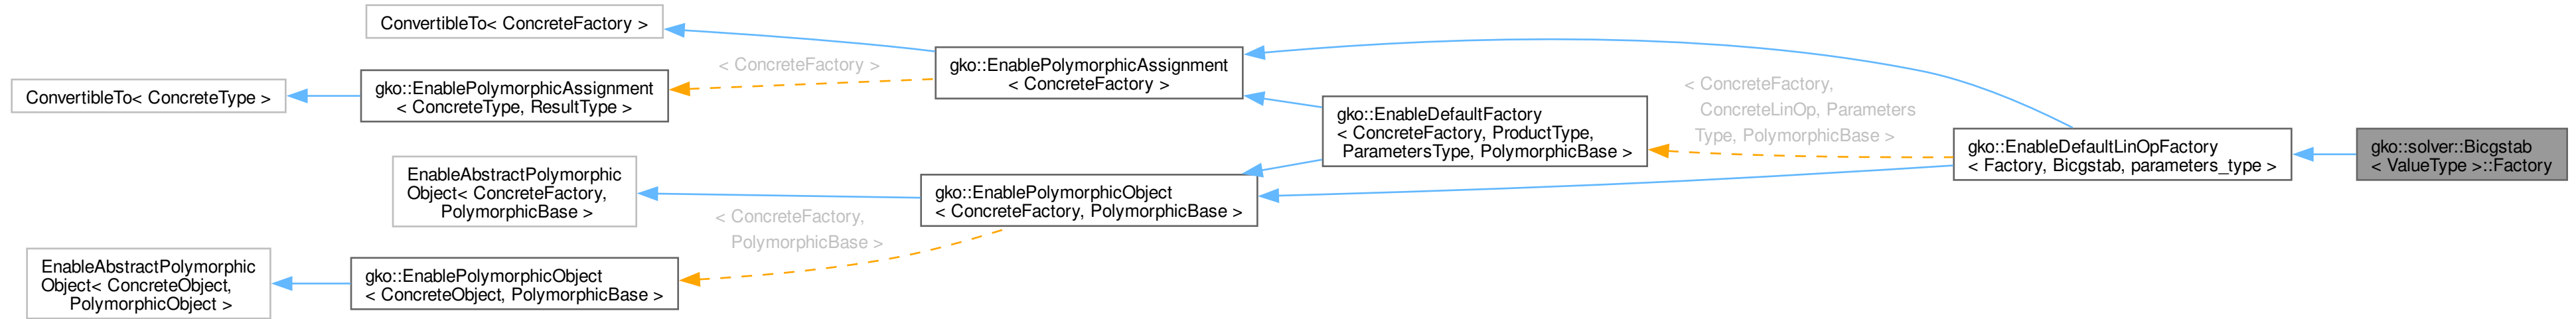 ConvertibleTo< ConcreteFactory >
ConvertibleTo< ConcreteType >
gko::EnablePolymorphicAssignment
< ConcreteType, ResultType >
< ConcreteFactory >
gko::EnablePolymorphicAssignment
< ConcreteFactory >
EnableAbstractPolymorphic
Object< ConcreteFactory,
PolymorphicBase >
EnableAbstractPolymorphic
Object< ConcreteObject,
PolymorphicObject >
gko::EnablePolymorphicObject
< ConcreteObject, PolymorphicBase >
< ConcreteFactory,
PolymorphicBase >
gko::EnablePolymorphicObject
< ConcreteFactory, PolymorphicBase >
gko::EnableDefaultFactory
< ConcreteFactory, ProductType,
ParametersType, PolymorphicBase >
< ConcreteFactory,
ConcreteLinOp, Parameters
Type, PolymorphicBase >
gko::EnableDefaultLinOpFactory
< Factory, Bicgstab, parameters_type >
gko::solver::Bicgstab
< ValueType >::Factory